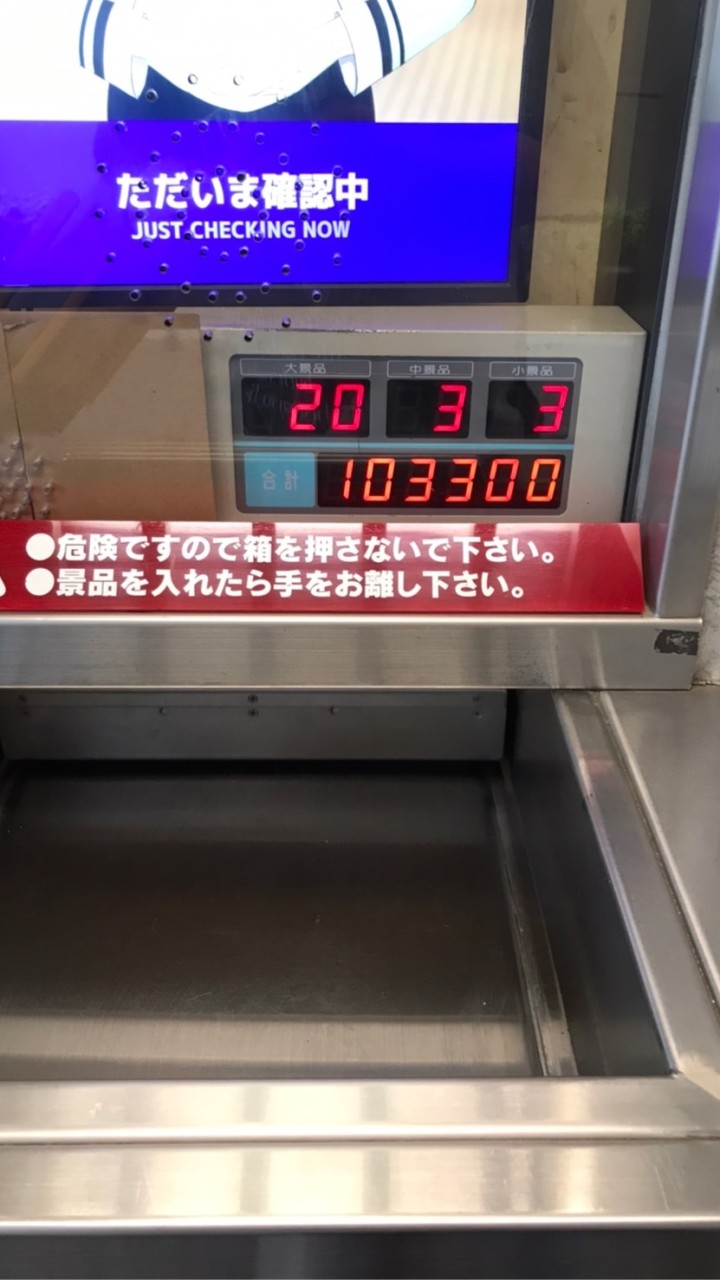 ただいま確認中
JUST CHECKING NOW
大景品 中景品 小景品
20 3 3
合計 103300
●危険ですので箱を押さないで下さい。
●景品を入れたら手をお離し下さい。